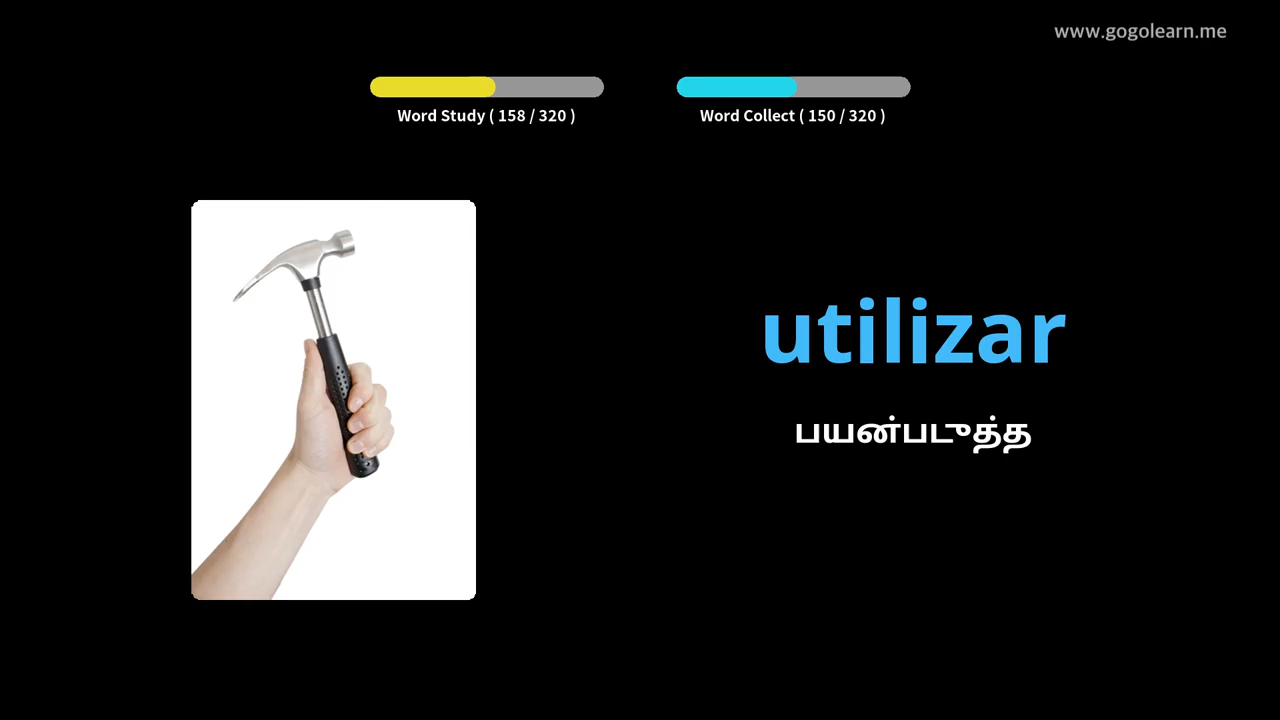 www.gogolearn.me
Word Study ( 158 / 320 )
Word Collect ( 150 / 320 )
utilizar
பயன்படுத்த